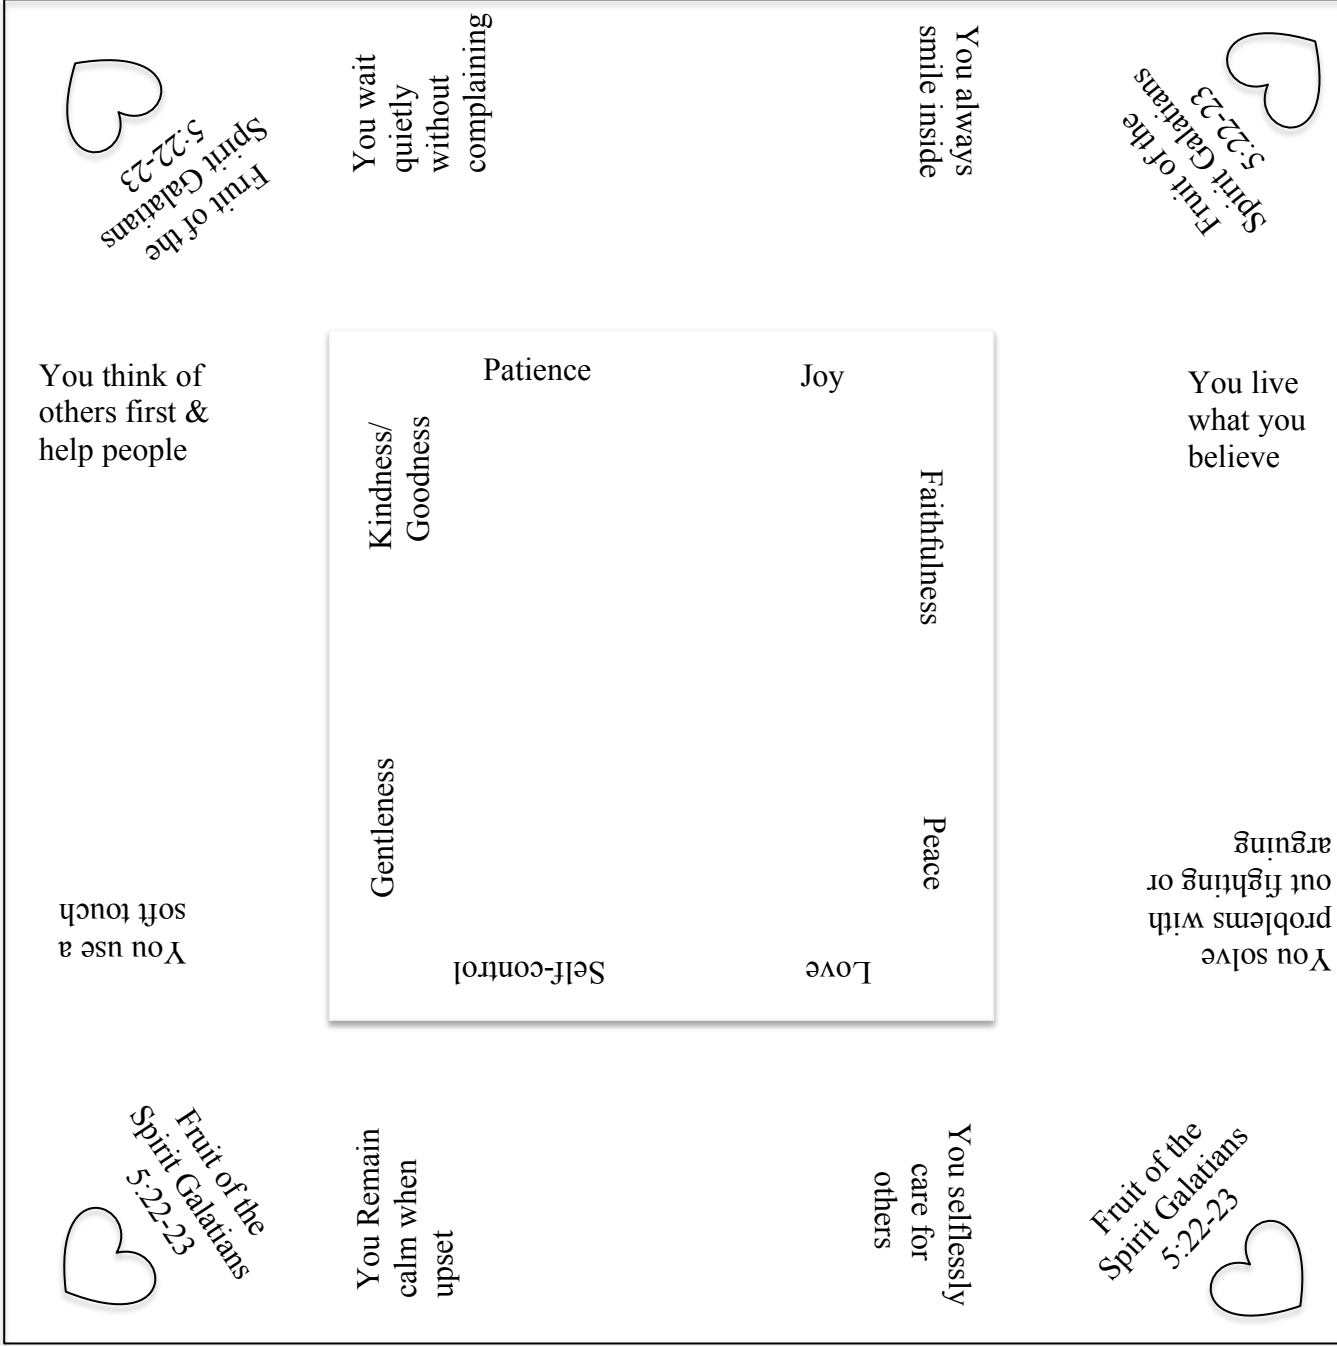 Fruit of the
Spirit Galatians
5:22-23
You wait
quietly
without
complaining
You always
smile inside
Fruit of the
Spirit Galatians
5:22-23
You think of
others first &
help people
Patience
Joy
You live
what you
believe
Kindness/
Goodness
Faithfulness
Gentleness
Peace
You use a
soft touch
You solve
problems with
out fighting or
arguing
Self-control
Love
Fruit of the
Spirit Galatians
5:22-23
You Remain
calm when
upset
You selflessly
care for
others
Fruit of the
Spirit Galatians
5:22-23